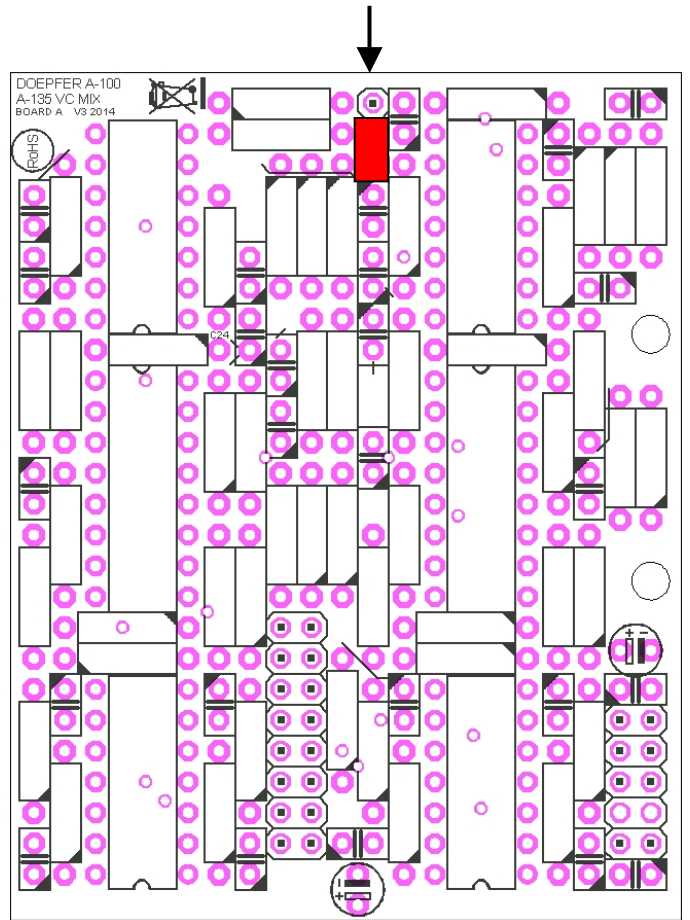 DOEPFER A-100
A-135 VC MIX
BOARD A V3 2014
RoHS
C24
+ −
−
+